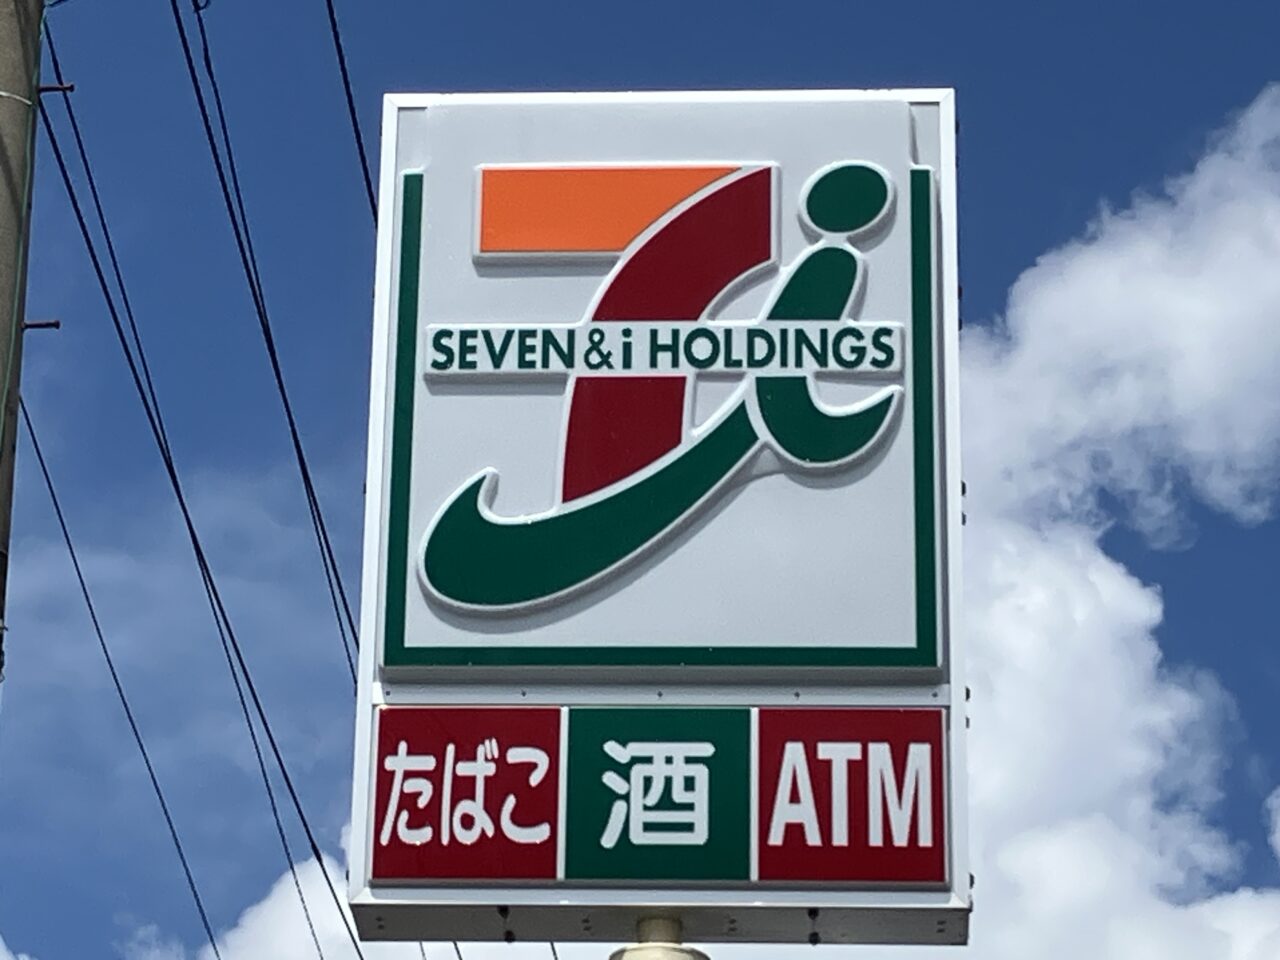 SEVEN & i HOLDINGS
たばこ 酒 ATM